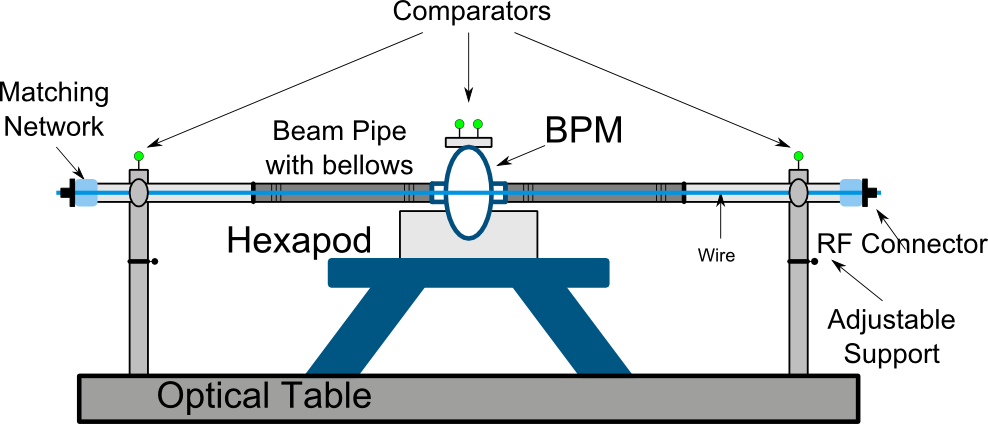 Comparators
Matching
Network
Beam Pipe
with bellows
BPM
Hexapod
Wire
RF Connector
Adjustable
Support
Optical Table